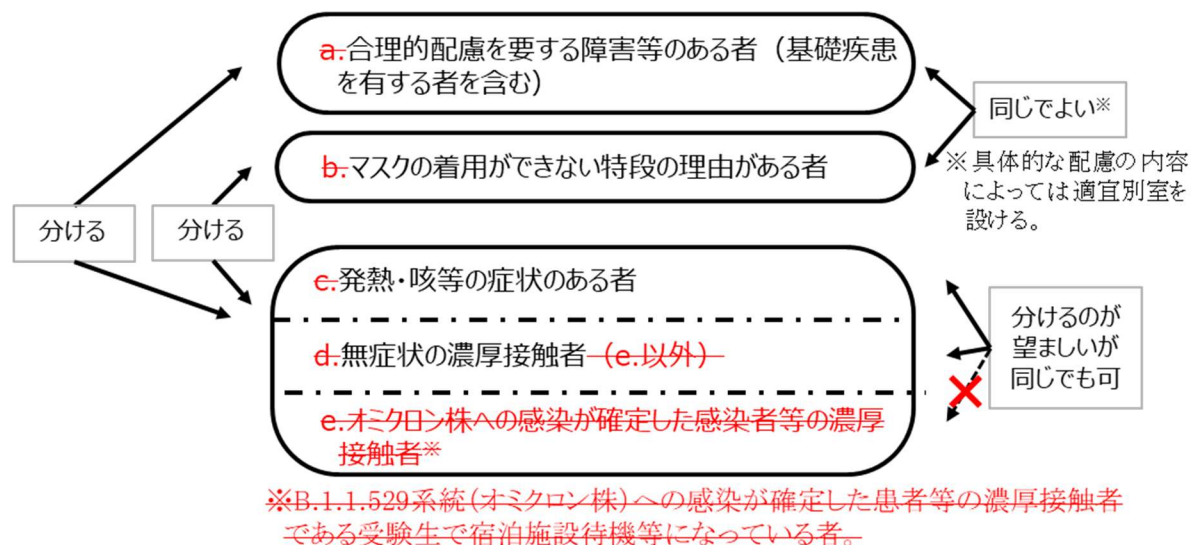 a.合理的配慮を要する障害等のある者（基礎疾患
を有する者を含む）
同じでよい※
b.マスクの着用ができない特段の理由がある者
※具体的な配慮の内容
によっては適宜別室を
設ける。
分ける
分ける
c.発熱・咳等の症状のある者
d.無症状の濃厚接触者（e.以外）
分けるのが
望ましいが
同じでも可
e.オミクロン株への感染が確定した感染者等の濃厚
接触者※
※B.1.1.529系統（オミクロン株）への感染が確定した患者等の濃厚接触者
である受験生で宿泊施設待機等になっている者。